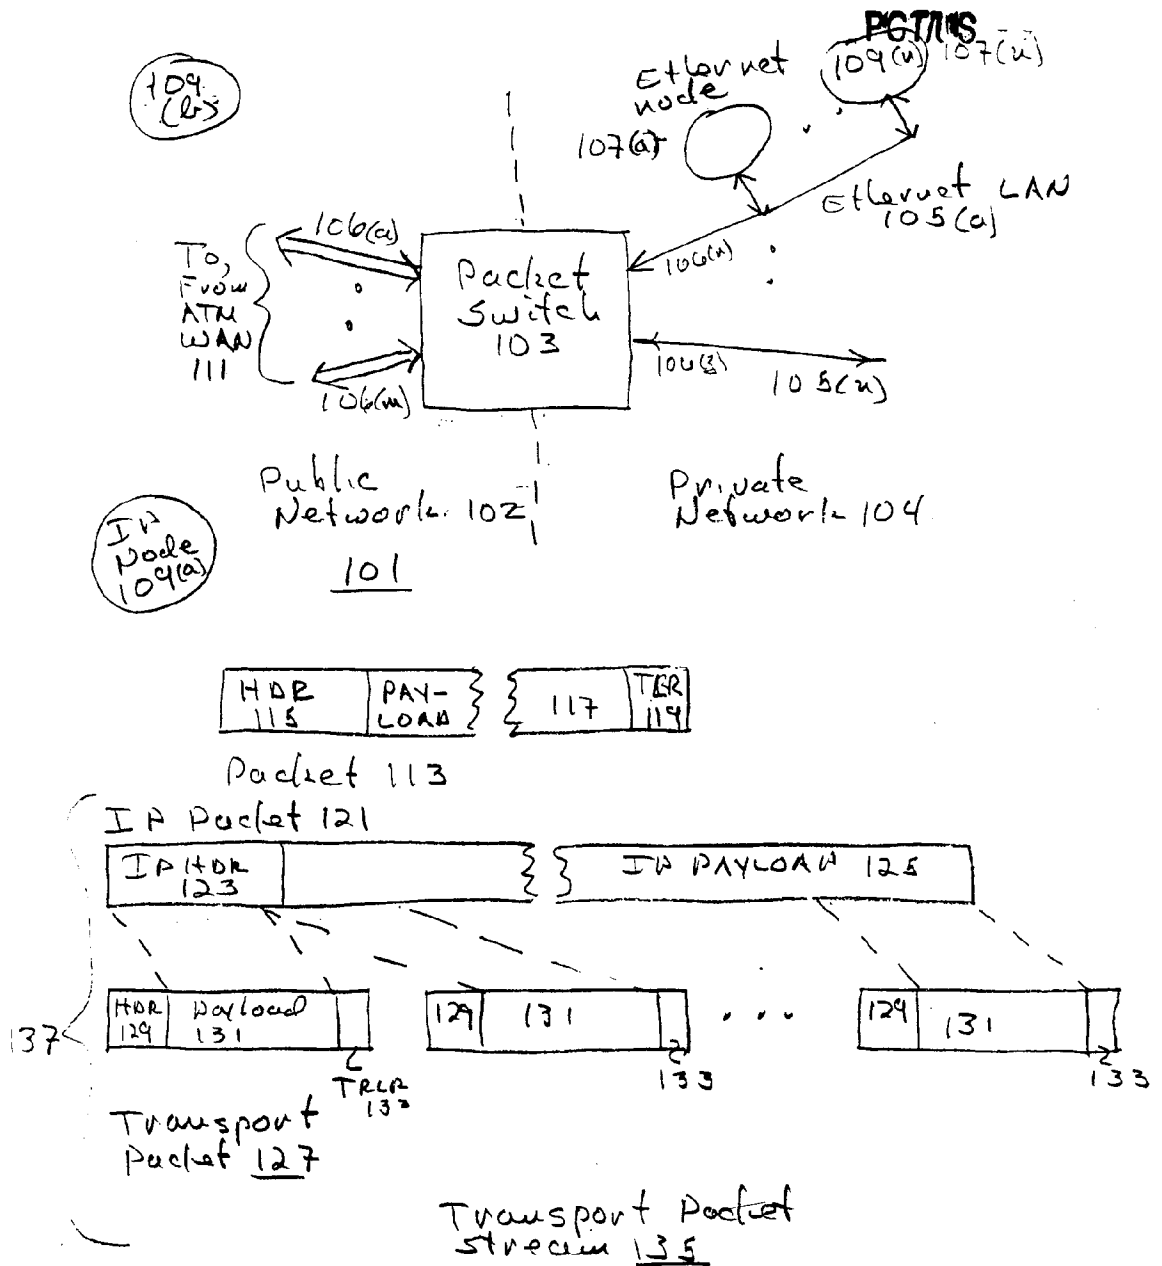 PCT/US
109
(b)
Ethernet
node
109(n) 107(n)
107(a)
Ethernet LAN
105(a)
106(a)
To,
From
ATM
WAN
111
Packet
Switch
103
106(n)
105(n)
106(m)
Public
Network 102
Private
Network 104
IP
Node
109(a)
101
HDR
115
PAY-
LOAD
117
TLR
119
Packet 113
IP Packet 121
IP HDR
123
IP PAYLOAD 125
HDR
129
Payload
131
129
131
129
131
137
TRLR
133
133
133
Transport
Packet 127
Transport Packet
Stream 135